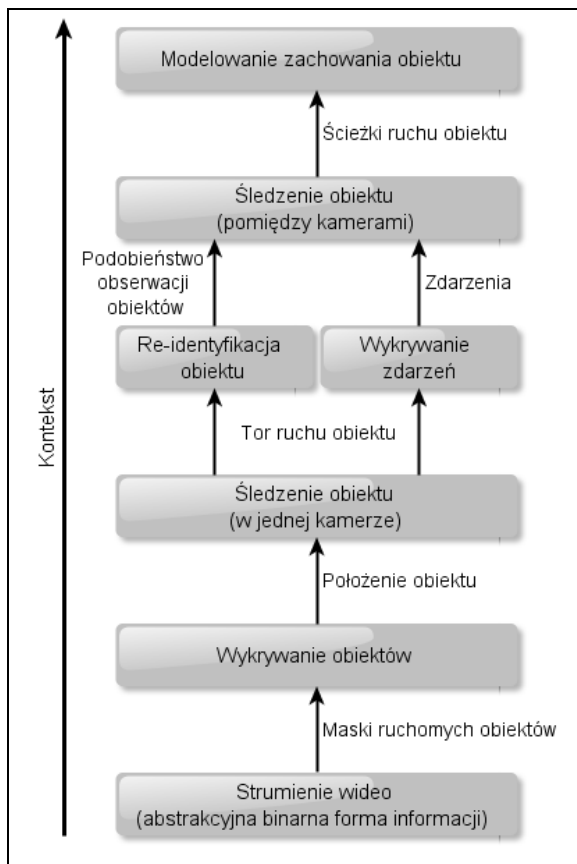 Modelowanie zachowania obiektu
Ścieżki ruchu obiektu
Śledzenie obiektu
(pomiędzy kamerami)
Podobieństwo
obserwacji
obiektów
Zdarzenia
Re-identyfikacja
obiektu
Wykrywanie
zdarzeń
Tor ruchu obiektu
Kontekst
Śledzenie obiektu
(w jednej kamerze)
Położenie obiektu
Wykrywanie obiektów
Maski ruchomych obiektów
Strumienie wideo
(abstrakcyjna binarna forma informacji)